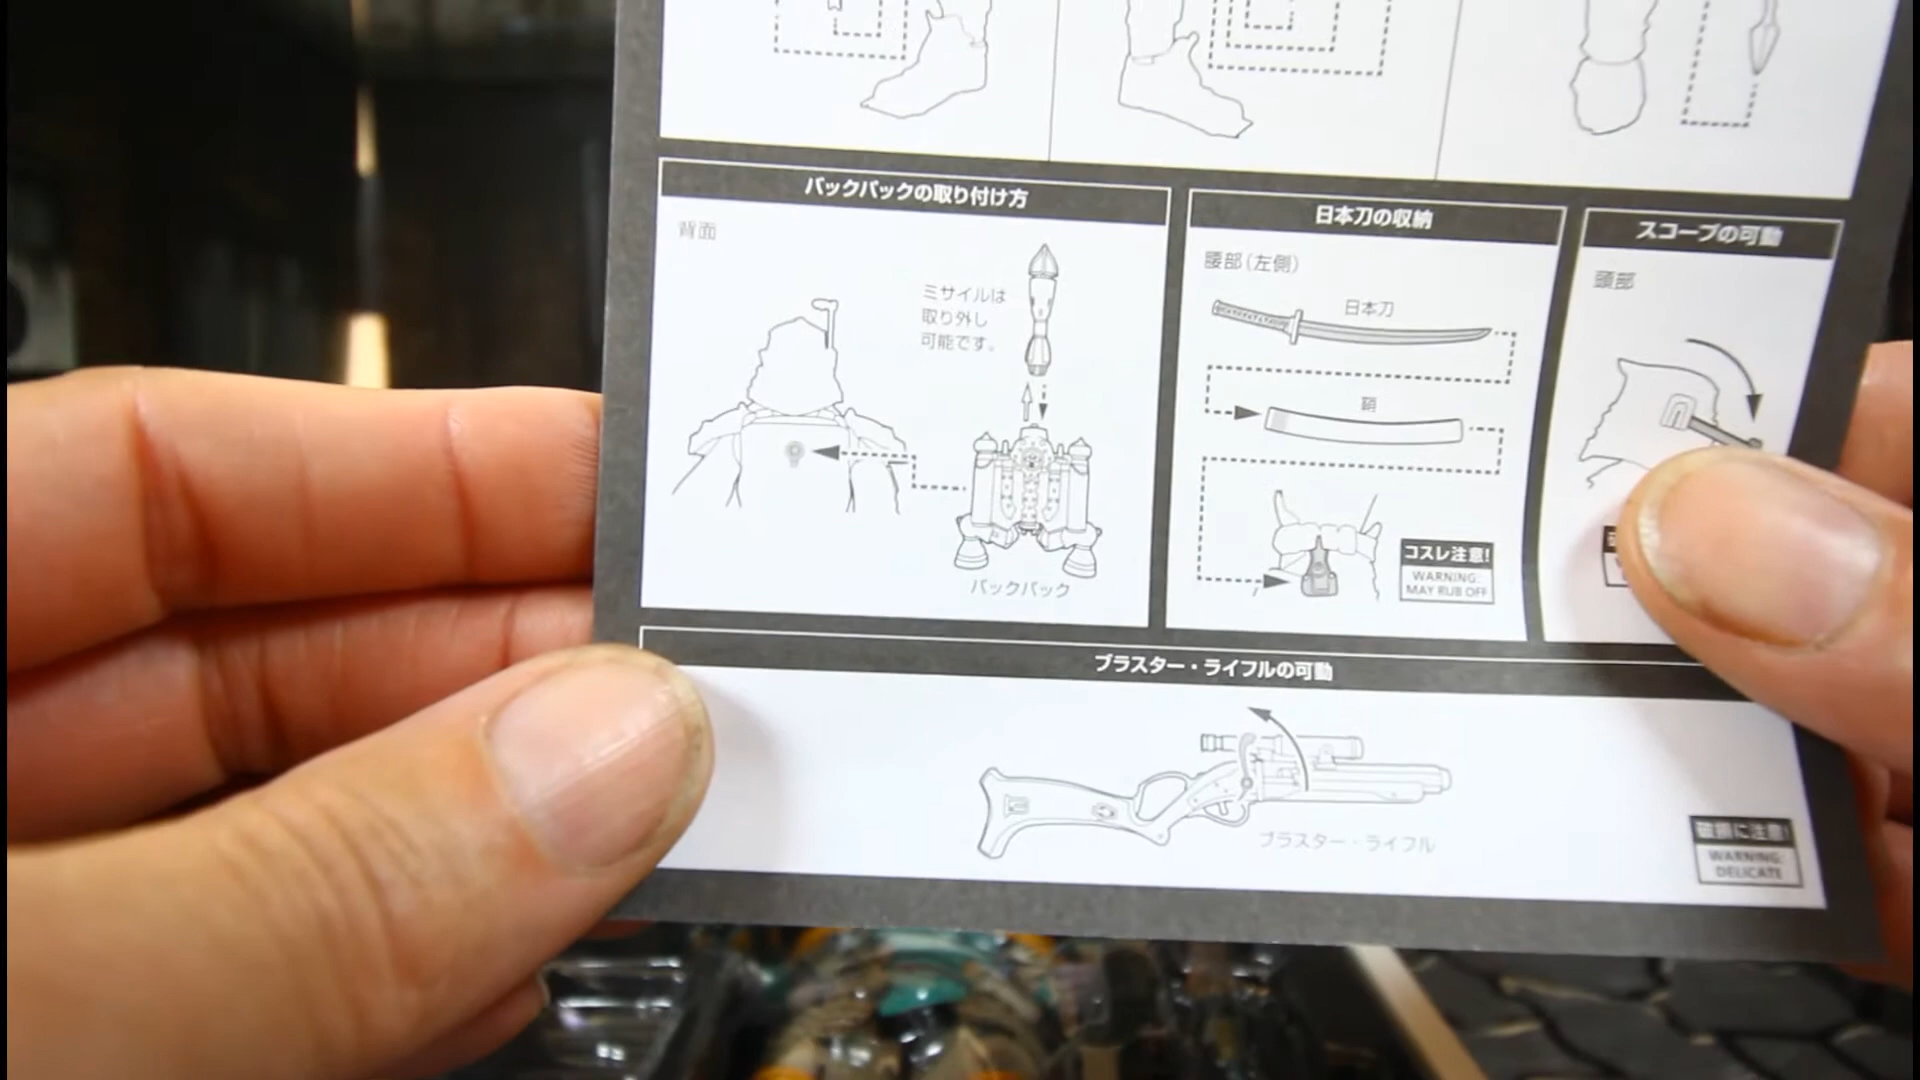 バックパックの取り付け方
背面
ミサイルは
取り外し
可能です。
バックパック
日本刀の収納
腰部（左側）
日本刀
鞘
コスレ注意!
WARNING:
MAY RUB OFF
スコープの可動
頭部
ブラスター・ライフルの可動
ブラスター・ライフル
破損に注意!
WARNING:
DELICATE